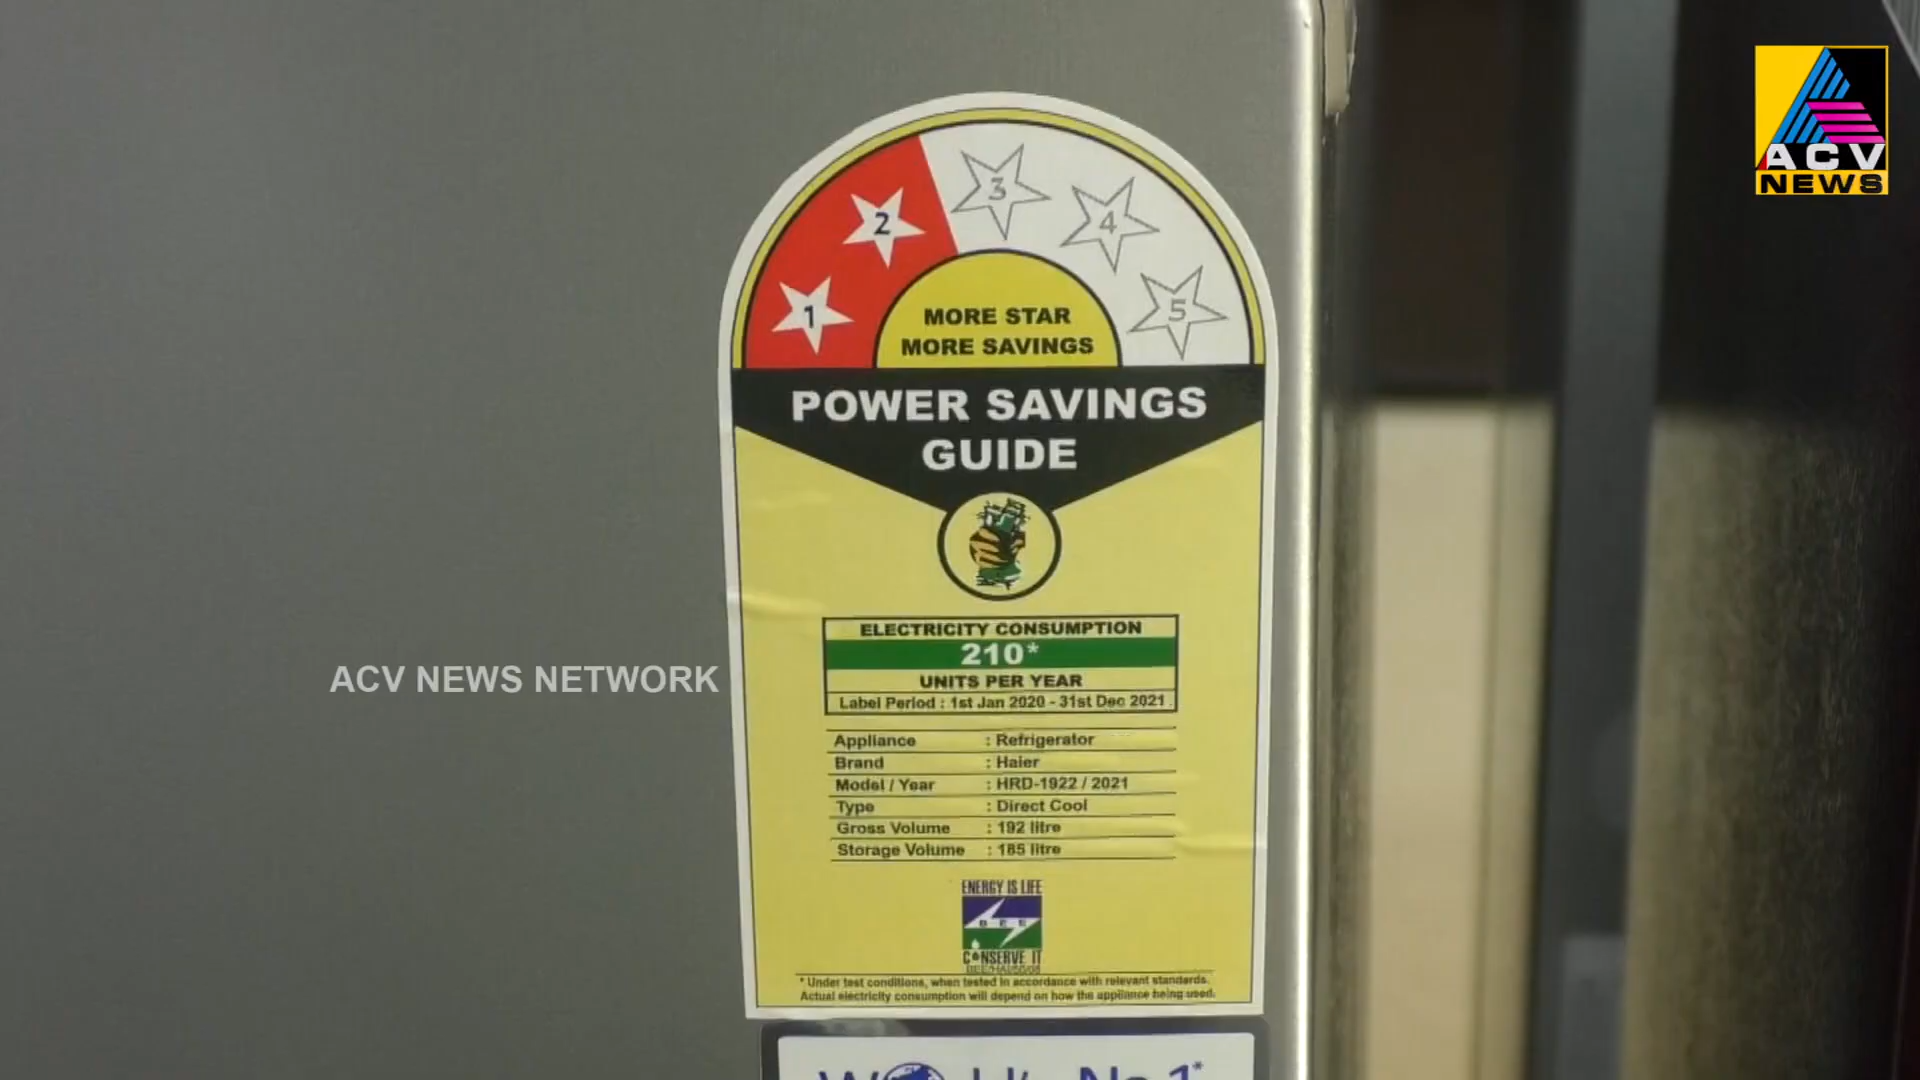 ACV
NEWS
1
2
3
4
5
MORE STAR
MORE SAVINGS
POWER SAVINGS
GUIDE
ELECTRICITY CONSUMPTION
210*
UNITS PER YEAR
Label Period : 1st Jan 2020 - 31st Dec 2021
ACV NEWS NETWORK
Appliance : Refrigerator
Brand : Haier
Model / Year : HRD-1922 / 2021
Type : Direct Cool
Gross Volume : 192 litre
Storage Volume : 185 litre
ENERGY IS LIFE
BEE
CONSERVE IT
* Under test conditions, when tested in accordance with relevant standards.
Actual electricity consumption will depend on how the appliance being used.
No 1*